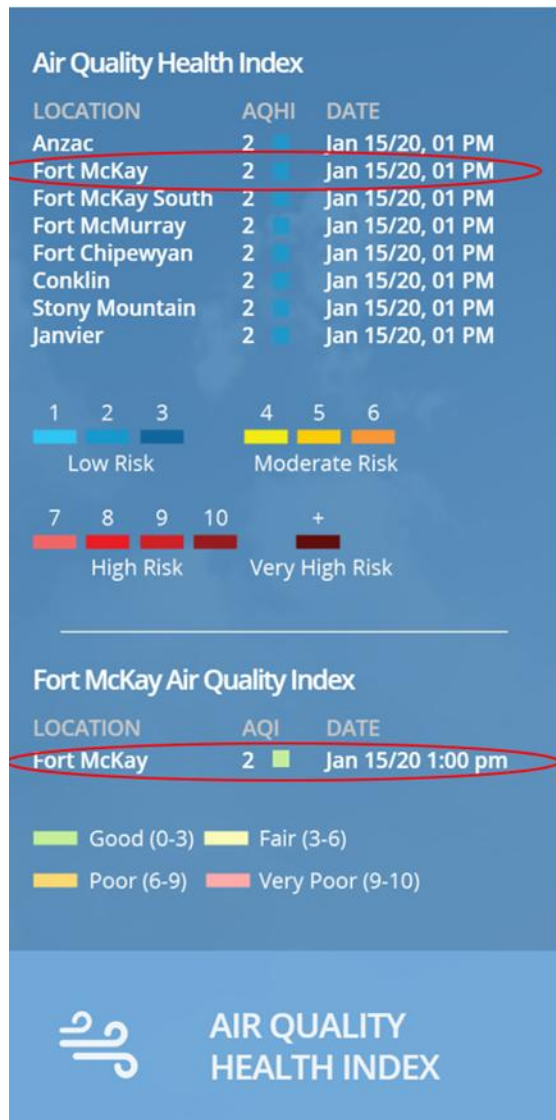 Air Quality Health Index
LOCATION AQHI DATE
Anzac 2 Jan 15/20, 01 PM
Fort McKay 2 Jan 15/20, 01 PM
Fort McKay South 2 Jan 15/20, 01 PM
Fort McMurray 2 Jan 15/20, 01 PM
Fort Chipewyan 2 Jan 15/20, 01 PM
Conklin 2 Jan 15/20, 01 PM
Stony Mountain 2 Jan 15/20, 01 PM
Janvier 2 Jan 15/20, 01 PM
1 2 3 4 5 6
Low Risk Moderate Risk
7 8 9 10 +
High Risk Very High Risk
Fort McKay Air Quality Index
LOCATION AQI DATE
Fort McKay 2 Jan 15/20 1:00 pm
Good (0-3) Fair (3-6)
Poor (6-9) Very Poor (9-10)
AIR QUALITY
HEALTH INDEX